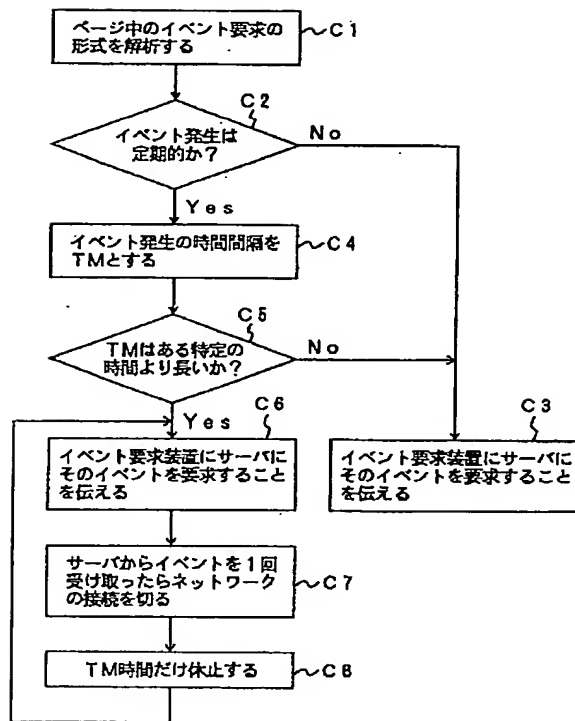 ページ中のイベント要求の
形式を解析する
C1
C2
イベント発生は
定期的か?
No
Yes
イベント発生の時間間隔を
TMとする
C4
C5
TMはある特定の
時間より長いか?
No
Yes
C6
イベント要求装置にサーバに
そのイベントを要求すること
を伝える
C3
イベント要求装置にサーバに
そのイベントを要求すること
を伝える
サーバからイベントを1回
受け取ったらネットワーク
の接続を切る
C7
TM時間だけ休止する
C8